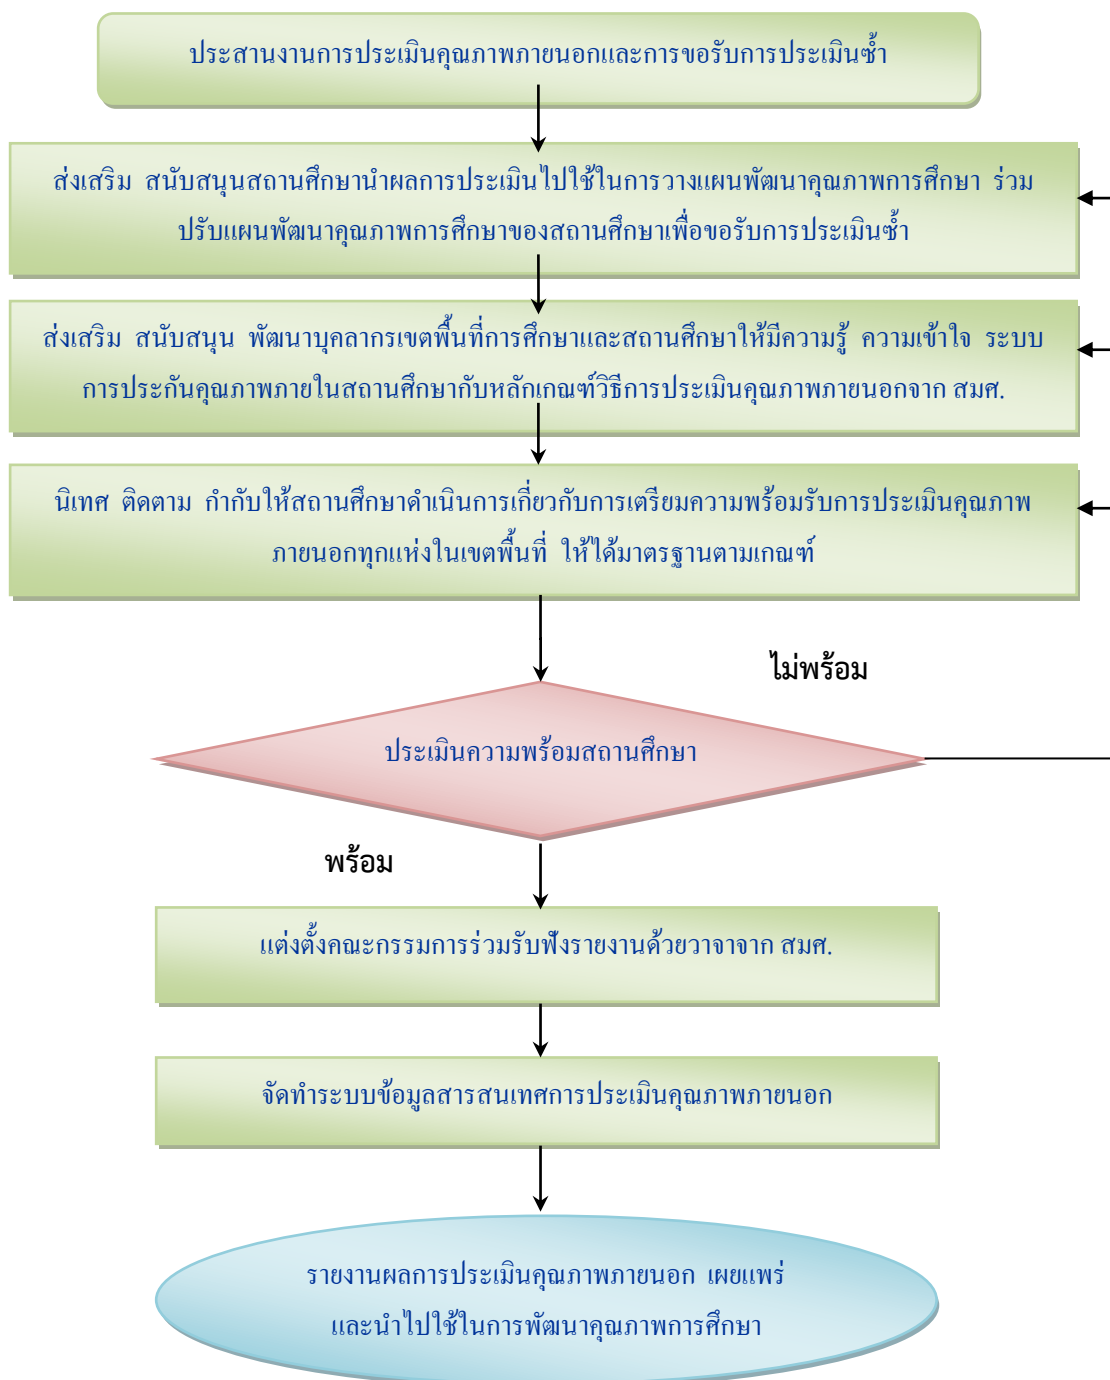 ประสานงานการประเมินคุณภาพภายนอกและการขอรับการประเมินซ้ำ
ส่งเสริม สนับสนุนสถานศึกษานำผลการประเมินไปใช้ในการวางแผนพัฒนาคุณภาพการศึกษา ร่วม
ปรับแผนพัฒนาคุณภาพการศึกษาของสถานศึกษาเพื่อขอรับการประเมินซ้ำ
ส่งเสริม สนับสนุน พัฒนาบุคลากรเขตพื้นที่การศึกษาและสถานศึกษาให้มีความรู้ ความเข้าใจ ระบบ
การประกันคุณภาพภายในสถานศึกษากับหลักเกณฑ์วิธีการประเมินคุณภาพภายนอกจาก สมศ.
นิเทศ ติดตาม กำกับให้สถานศึกษาดำเนินการเกี่ยวกับการเตรียมความพร้อมรับการประเมินคุณภาพ
ภายนอกทุกแห่งในเขตพื้นที่ ให้ได้มาตรฐานตามเกณฑ์
ไม่พร้อม
ประเมินความพร้อมสถานศึกษา
พร้อม
แต่งตั้งคณะกรรมการร่วมรับฟังรายงานด้วยวาจาจาก สมศ.
จัดทำระบบข้อมูลสารสนเทศการประเมินคุณภาพภายนอก
รายงานผลการประเมินคุณภาพภายนอก เผยแพร่
และนำไปใช้ในการพัฒนาคุณภาพการศึกษา